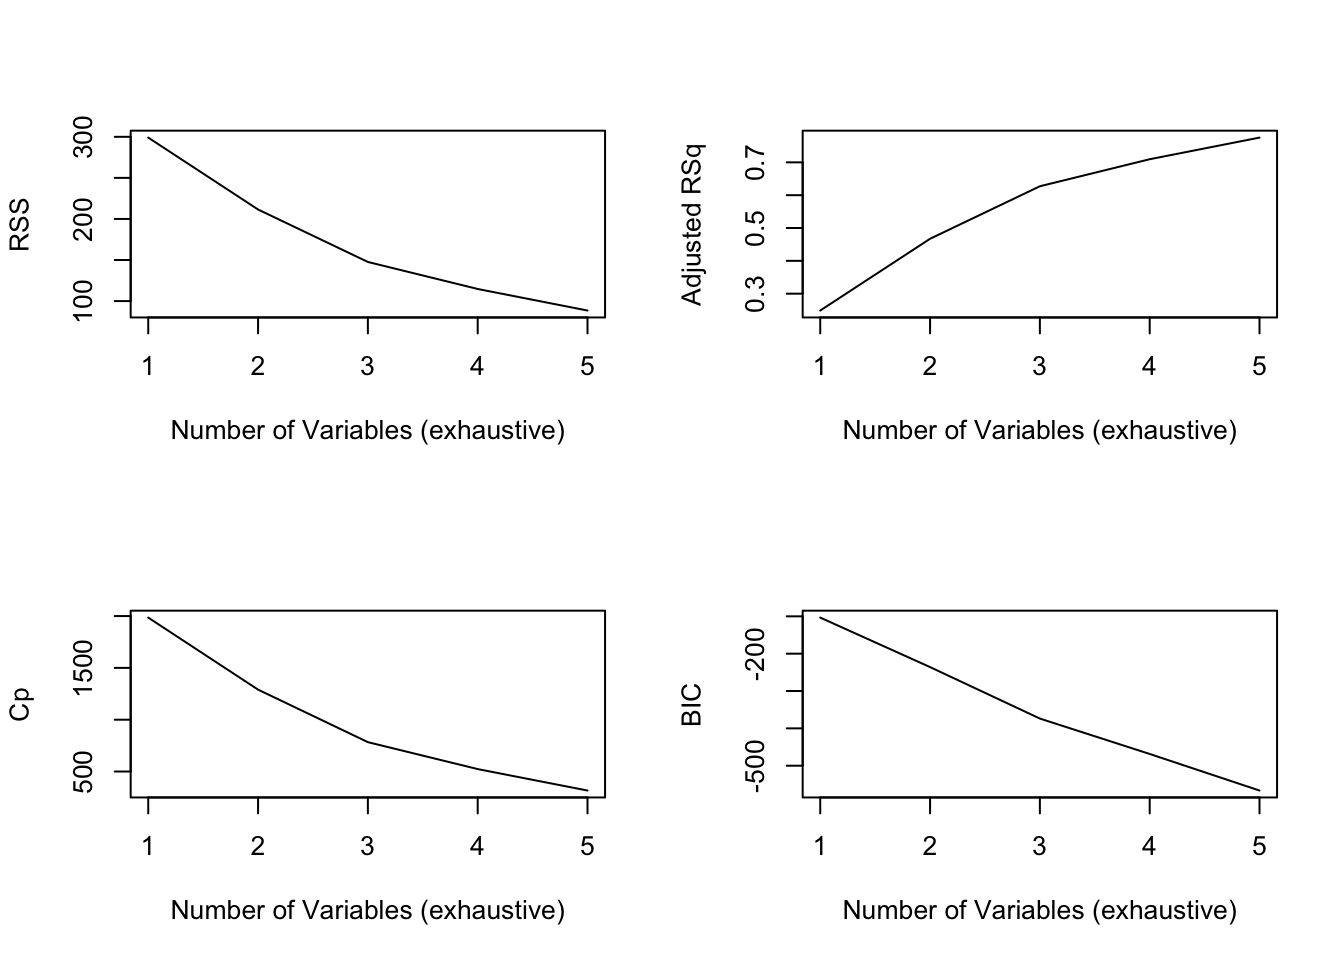 RSS
300
200
100
1 2 3 4 5
Number of Variables (exhaustive)
Adjusted RSq
0.7
0.5
0.3
1 2 3 4 5
Number of Variables (exhaustive)
Cp
1500
500
1 2 3 4 5
Number of Variables (exhaustive)
BIC
-200
-500
1 2 3 4 5
Number of Variables (exhaustive)